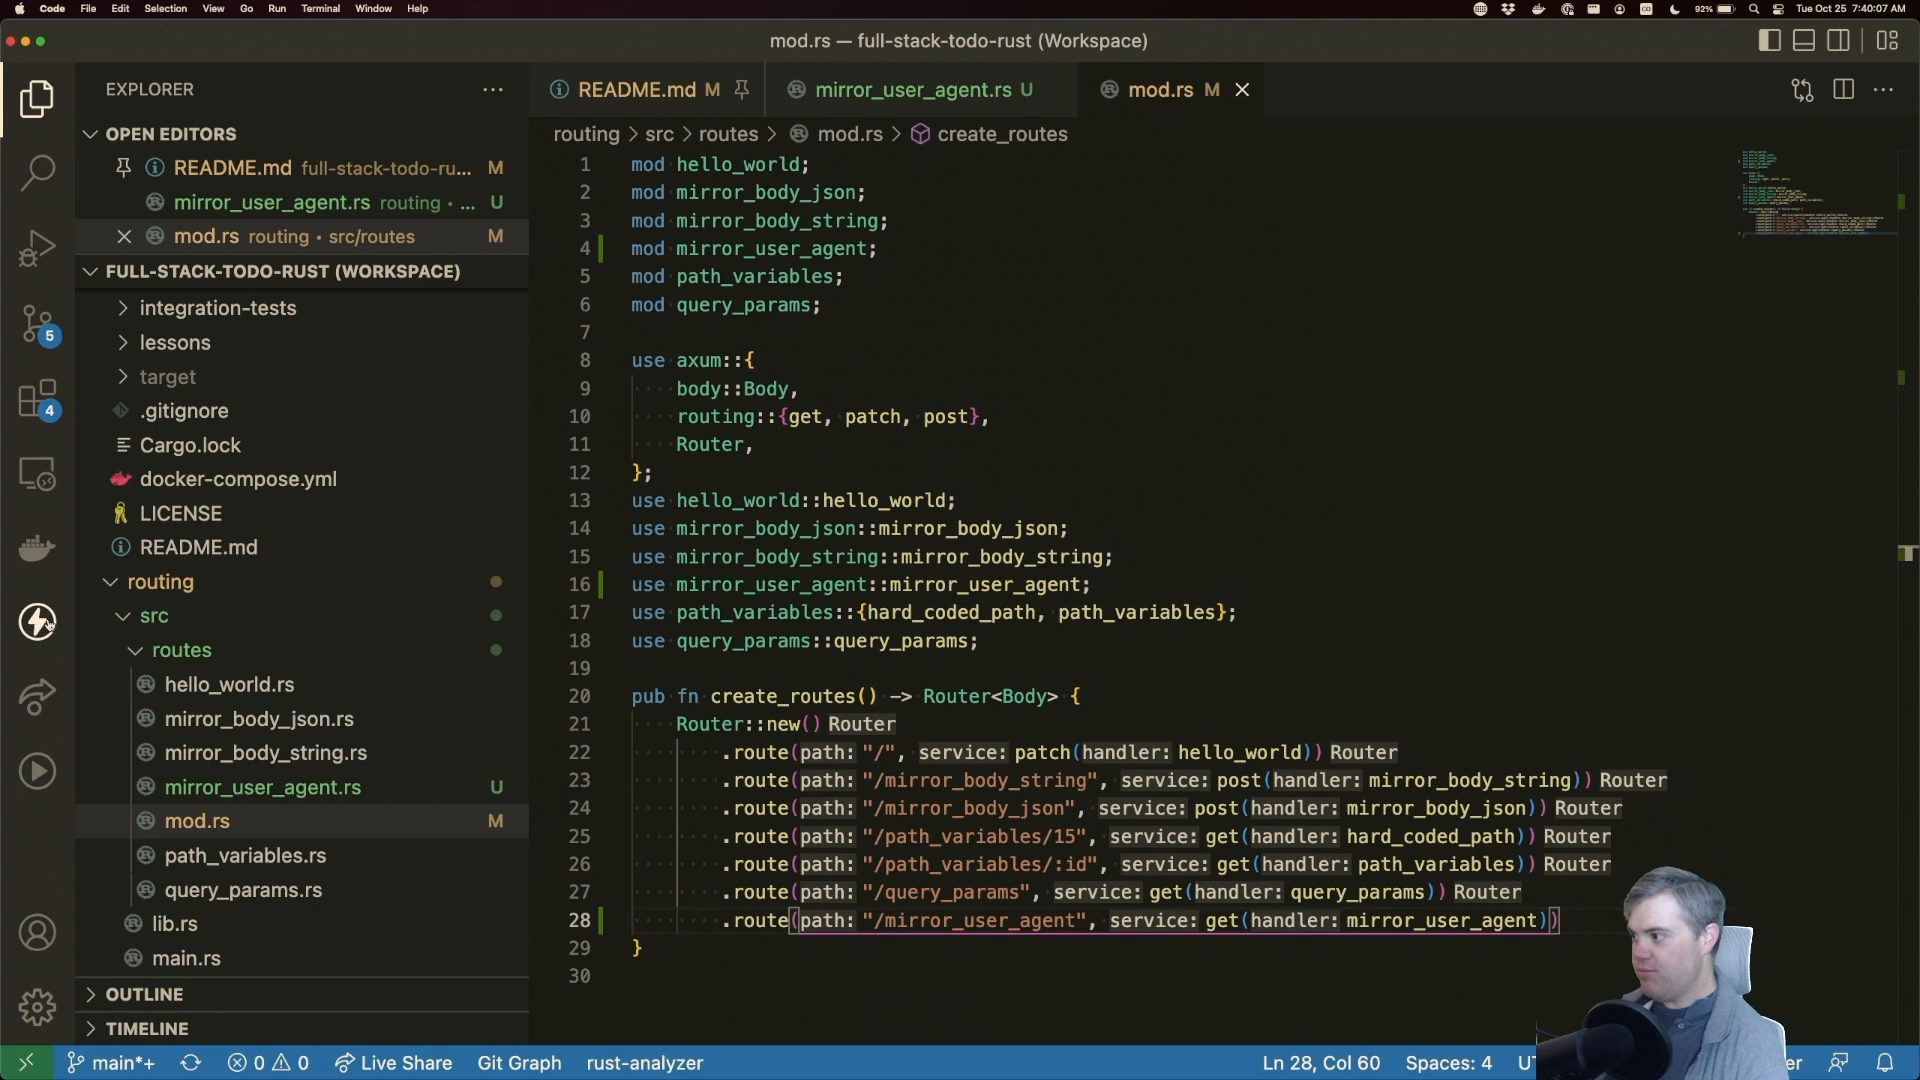 Code File Edit Selection View Go Run Terminal Window Help
92% Tue Oct 25 7:40:07 AM
mod.rs — full-stack-todo-rust (Workspace)
EXPLORER
OPEN EDITORS
README.md full-stack-todo-ru... M
mirror_user_agent.rs routing • ... U
mod.rs routing • src/routes M
FULL-STACK-TODO-RUST (WORKSPACE)
integration-tests
lessons
target
.gitignore
Cargo.lock
docker-compose.yml
LICENSE
README.md
routing
src
routes
hello_world.rs
mirror_body_json.rs
mirror_body_string.rs
mirror_user_agent.rs U
mod.rs M
path_variables.rs
query_params.rs
lib.rs
main.rs
OUTLINE
TIMELINE
5
4
README.md M
mirror_user_agent.rs U
mod.rs M
routing > src > routes > mod.rs > create_routes
1 mod hello_world;
2 mod mirror_body_json;
3 mod mirror_body_string;
4 mod mirror_user_agent;
5 mod path_variables;
6 mod query_params;
7
8 use axum::{
9 body::Body,
10 routing::{get, patch, post},
11 Router,
12 };
13 use hello_world::hello_world;
14 use mirror_body_json::mirror_body_json;
15 use mirror_body_string::mirror_body_string;
16 use mirror_user_agent::mirror_user_agent;
17 use path_variables::{hard_coded_path, path_variables};
18 use query_params::query_params;
19
20 pub fn create_routes() -> Router<Body> {
21 Router::new() Router
22 .route(path: "/", service: patch(handler: hello_world)) Router
23 .route(path: "/mirror_body_string", service: post(handler: mirror_body_string)) Router
24 .route(path: "/mirror_body_json", service: post(handler: mirror_body_json)) Router
25 .route(path: "/path_variables/15", service: get(handler: hard_coded_path)) Router
26 .route(path: "/path_variables/:id", service: get(handler: path_variables)) Router
27 .route(path: "/query_params", service: get(handler: query_params)) Router
28 .route(path: "/mirror_user_agent", service: get(handler: mirror_user_agent))
29 }
30
main*+ 0 0 Live Share Git Graph rust-analyzer Ln 28, Col 60 Spaces: 4